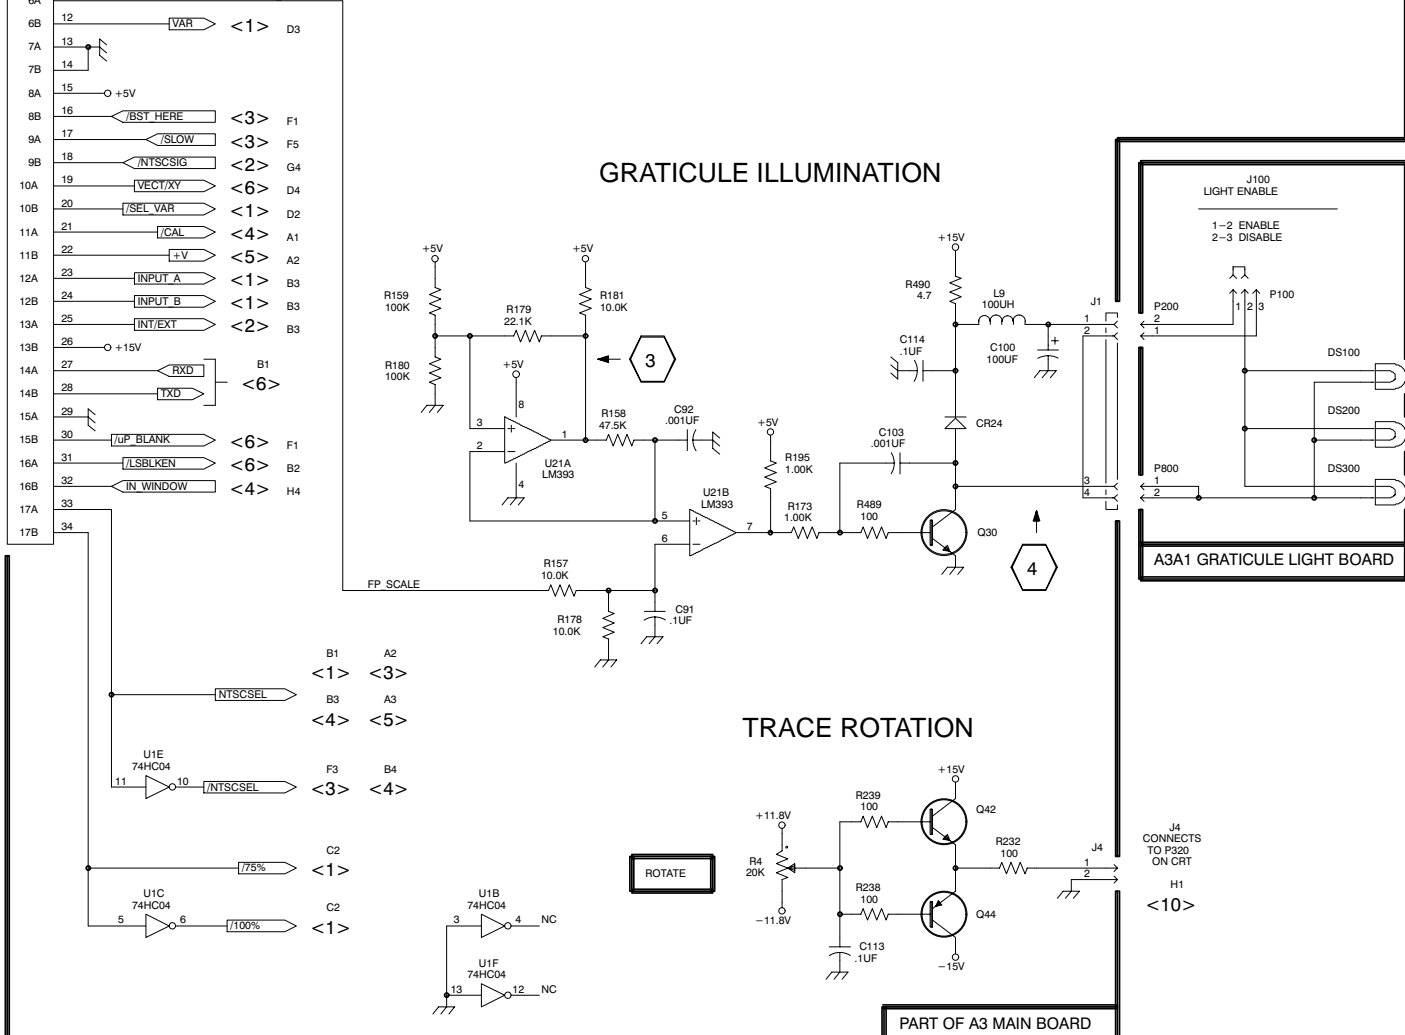 6A
6B 12 VAR <1> D3
7A 13
7B 14
8A 15 +5V
8B 16 /BST_HERE <3> F1
9A 17 /SLOW <3> F5
9B 18 /NTSCSIG <2> G4
10A 19 VECT/XY <6> D4
10B 20 /SEL_VAR <1> D2
11A 21 /CAL <4> A1
11B 22 +V <5> A2
12A 23 INPUT_A <1> B3
12B 24 INPUT_B <1> B3
13A 25 INT/EXT <2> B3
13B 26 +15V
14A 27 RXD
14B 28 TXD
B1
<6>
15A 29
15B 30 /uP_BLANK <6> F1
16A 31 /LSBLKEN <6> B2
16B 32 IN_WINDOW <4> H4
17A 33
17B 34
GRATICULE ILLUMINATION
+5V
R159
100K
R180
100K
R179
22.1K
+5V
R181
10.0K
3
+5V
8
3
+
2
−
1
4
U21A
LM393
R158
47.5K
C92
.001UF
U21B
LM393
5
+
6
−
7
FP_SCALE
R157
10.0K
R178
10.0K
C91
.1UF
+5V
R195
1.00K
R173
1.00K
C103
.001UF
R489
100
Q30
CR24
C114
.1UF
+15V
R490
4.7
L9
100UH
C100
100UF
+
J1
1
2
3
4
4
P200
2
1
P800
1
2
J100
LIGHT ENABLE
1−2 ENABLE
2−3 DISABLE
P100
1 2 3
DS100
DS200
DS300
A3A1 GRATICULE LIGHT BOARD
B1 A2
<1> <3>
NTSCSEL
B3 A3
<4> <5>
U1E
74HC04
11 10 /NTSCSEL
F3 B4
<3> <4>
C2
/75% <1>
U1C
74HC04
5 6 /100%
C2
<1>
U1B
74HC04
3 4 NC
U1F
74HC04
13 12 NC
TRACE ROTATION
ROTATE
+11.8V
R4
20K
−11.8V
R239
100
R238
100
C113
.1UF
+15V
Q42
Q44
−15V
R232
100
J4
1
2
J4
CONNECTS
TO P320
ON CRT
H1
<10>
PART OF A3 MAIN BOARD